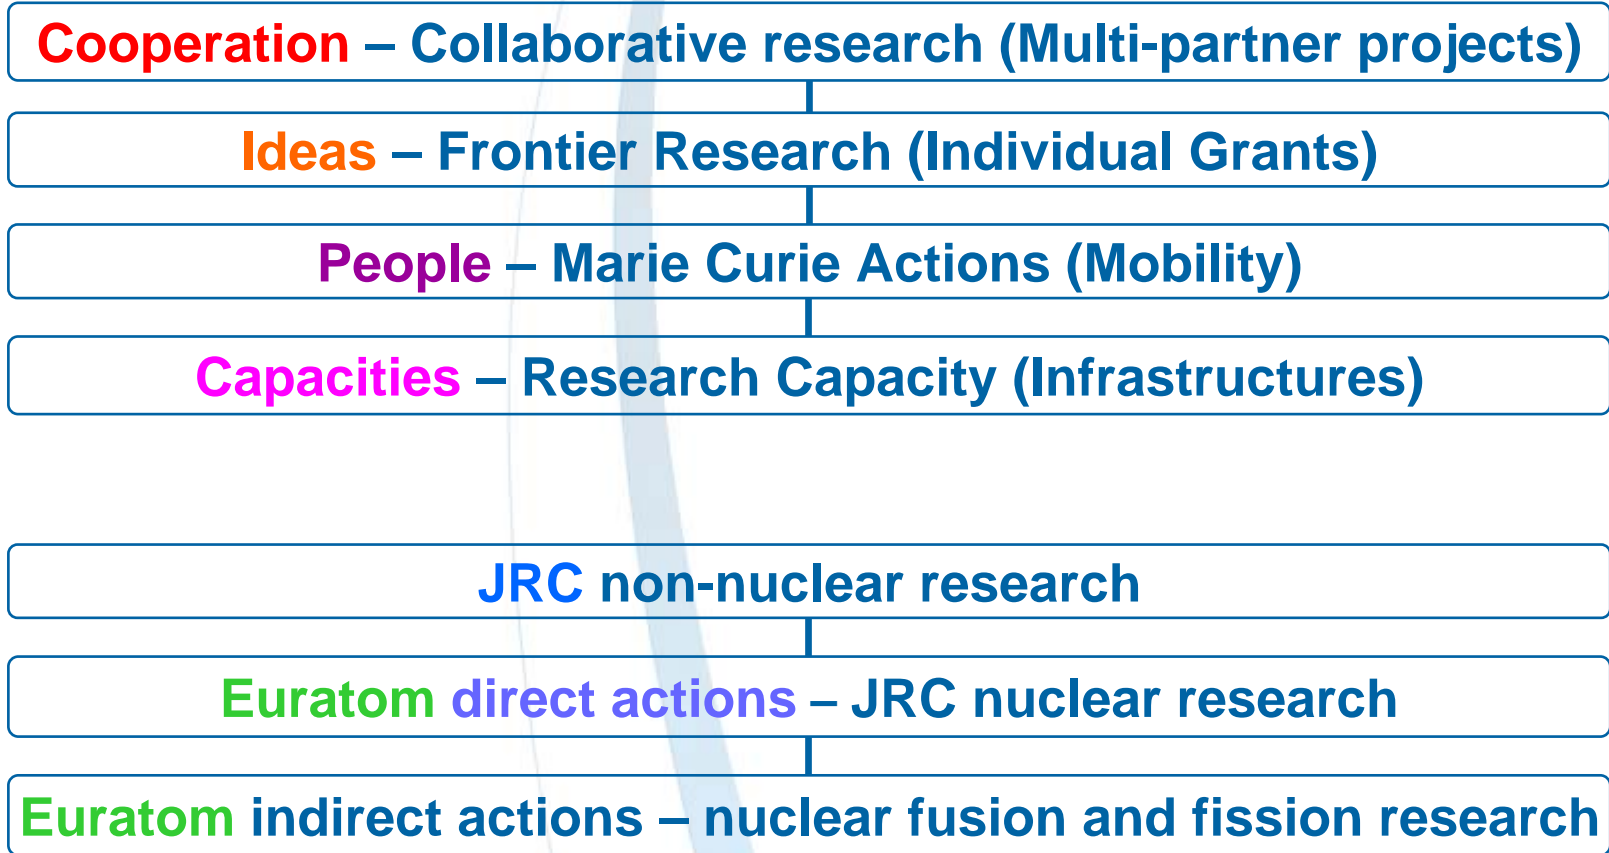 Cooperation – Collaborative research (Multi-partner projects)
Ideas – Frontier Research (Individual Grants)
People – Marie Curie Actions (Mobility)
Capacities – Research Capacity (Infrastructures)
JRC non-nuclear research
Euratom direct actions – JRC nuclear research
Euratom indirect actions – nuclear fusion and fission research